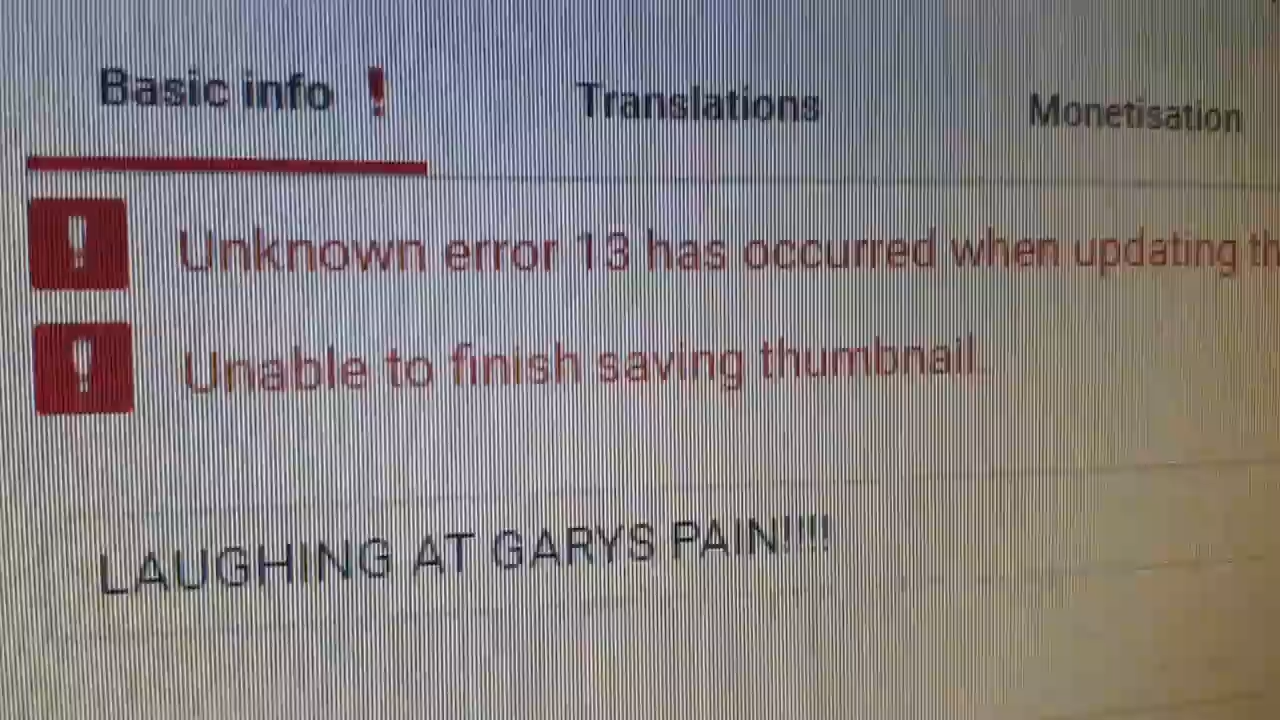 Basic info ! Translations Monetisation
! Unknown error 13 has occurred when updating
! Unable to finish saving thumbnail.
LAUGHING AT GARYS PAIN!!!!